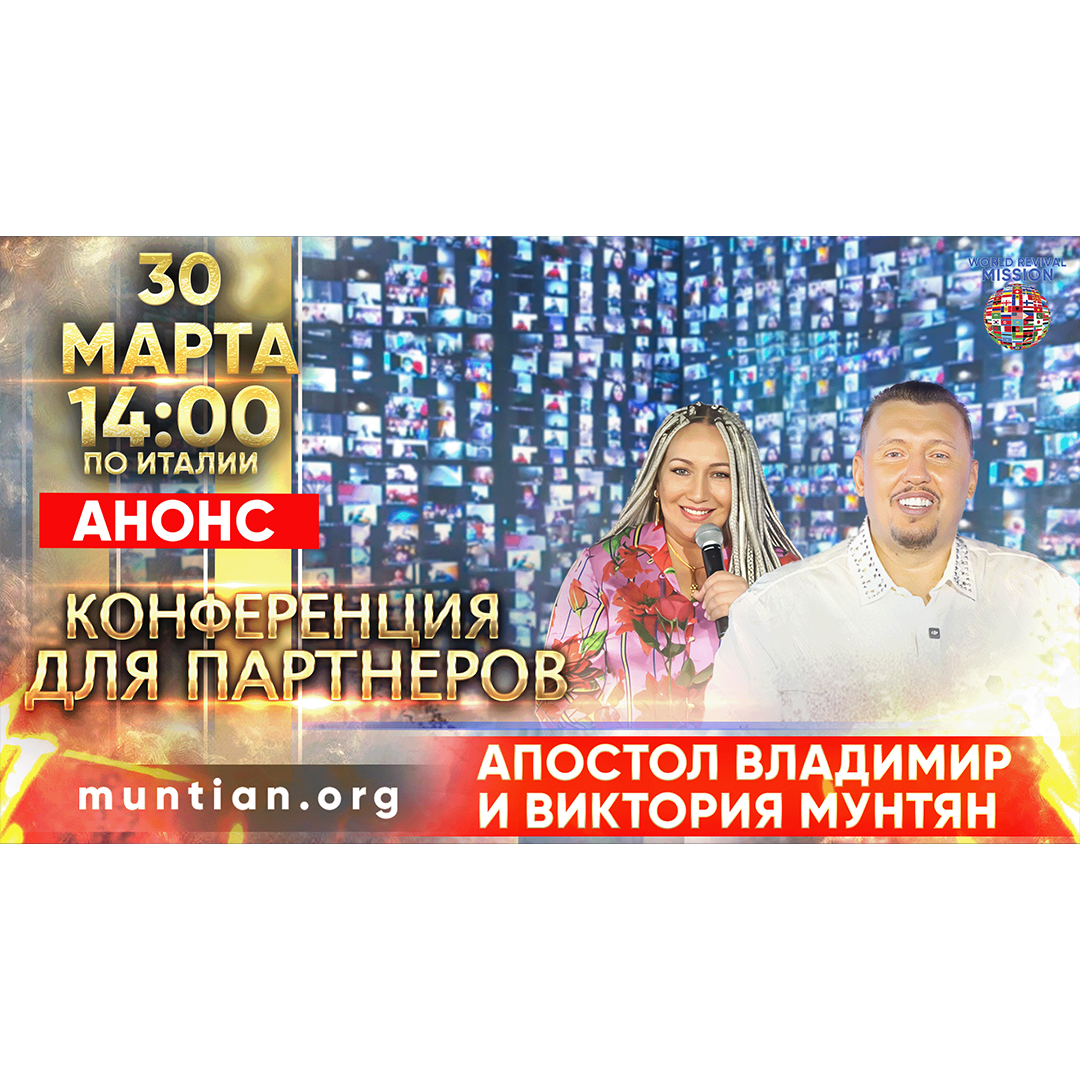 30
МАРТА
14:00
ПО ИТАЛИИ
АНОНС
КОНФЕРЕНЦИЯ
ДЛЯ ПАРТНЕРОВ
muntian.org
WORLD REVIVAL
MISSION
АПОСТОЛ ВЛАДИМИР
И ВИКТОРИЯ МУНТЯН